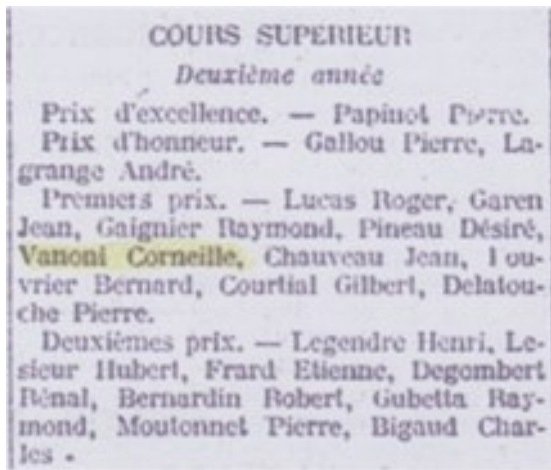 COURS SUPERIEUR
Deuxième année
Prix d'excellence. — Papinot Pierre.
Prix d'honneur. — Gallou Pierre, La-
grange André.
Premiers prix. — Lucas Roger, Garen
Jean, Gaignier Raymond, Pineau Désiré,
Vanoni Corneille, Chauveau Jean, Lou-
vrier Bernard, Courtial Gilbert, Delatou-
che Pierre.
Deuxièmes prix. — Legendre Henri, Le-
sieur Hubert, Frard Etienne, Degombert
Rénal, Bernardin Robert, Gubetta Ray-
mond, Moutonnet Pierre, Bigaud Char-
les.